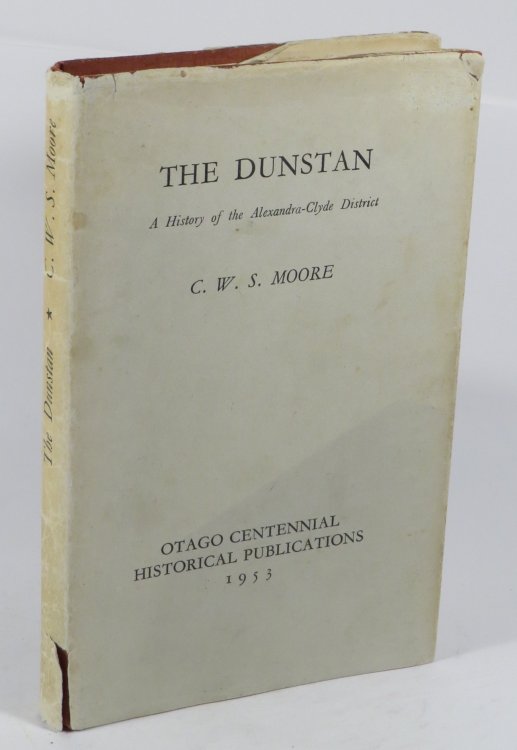 THE DUNSTAN
A History of the Alexandra-Clyde District
C. W. S. MOORE
OTAGO CENTENNIAL
HISTORICAL PUBLICATIONS
1953
The Dunstan ★ C. W. S. Moore